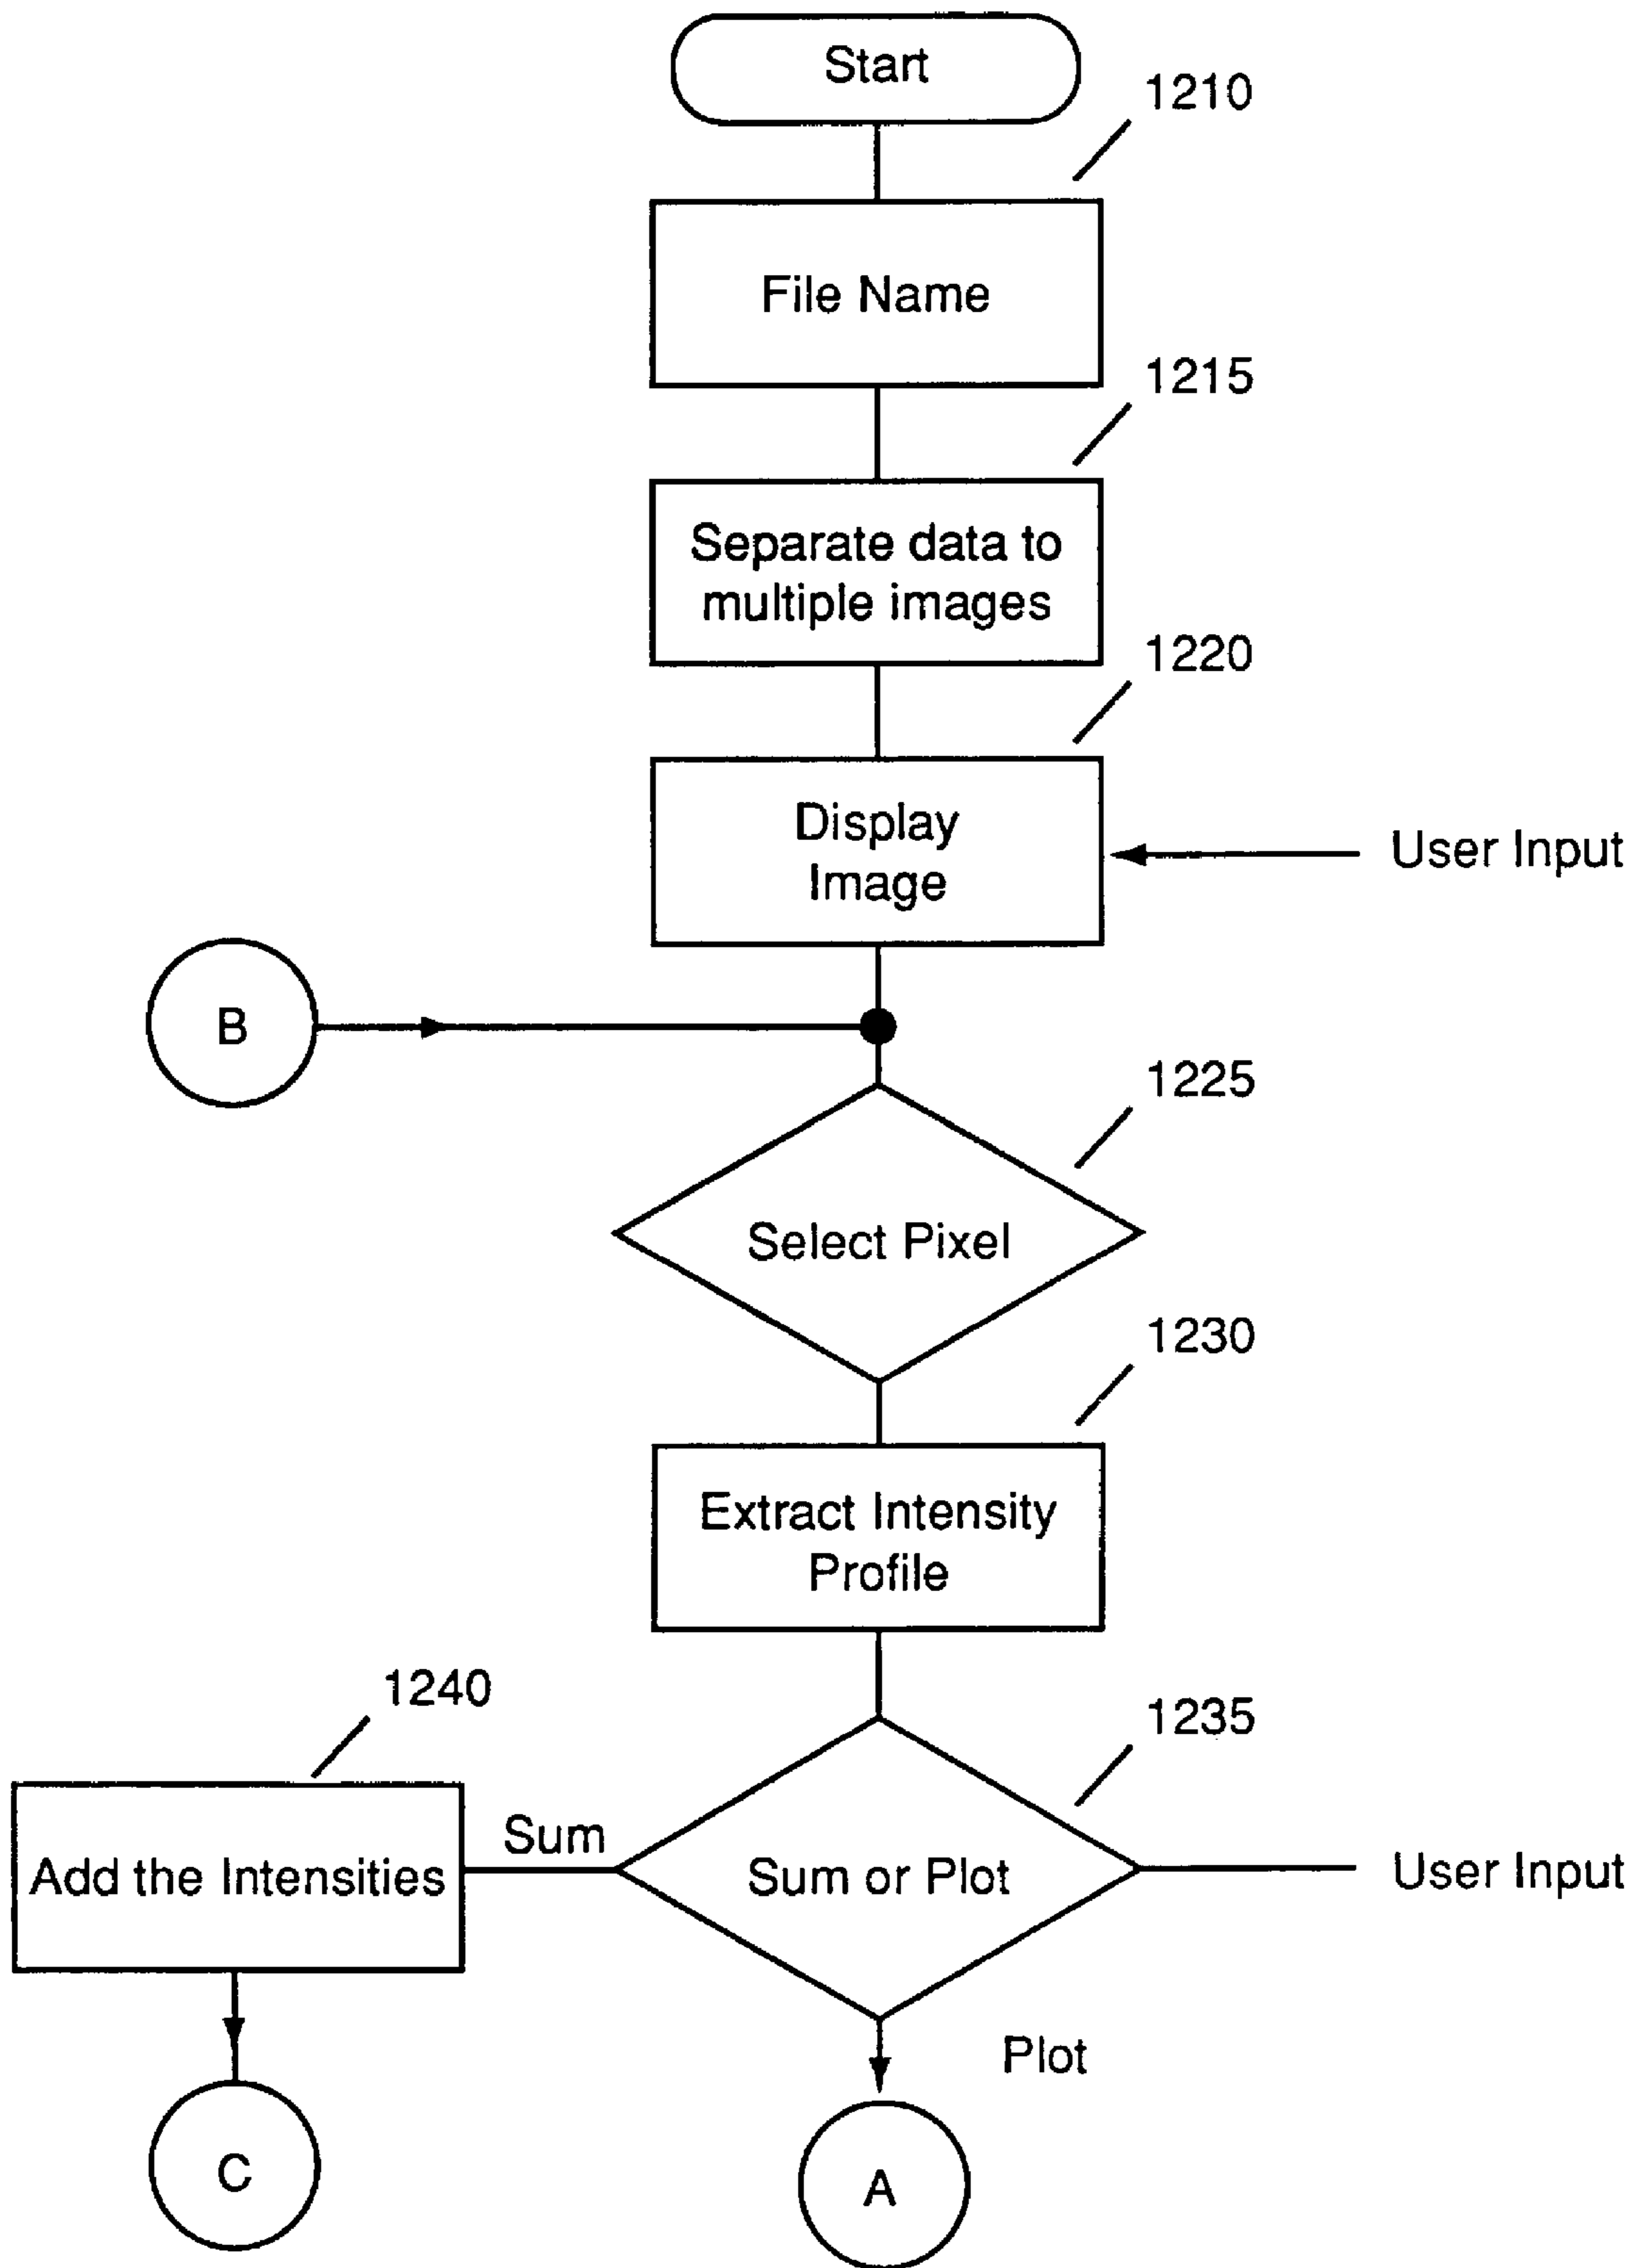 Start
1210
File Name
1215
Separate data to
multiple images
1220
Display
Image
User Input
B
1225
Select Pixel
1230
Extract Intensity
Profile
1240
1235
Sum
Add the Intensities
Sum or Plot
User Input
Plot
C
A